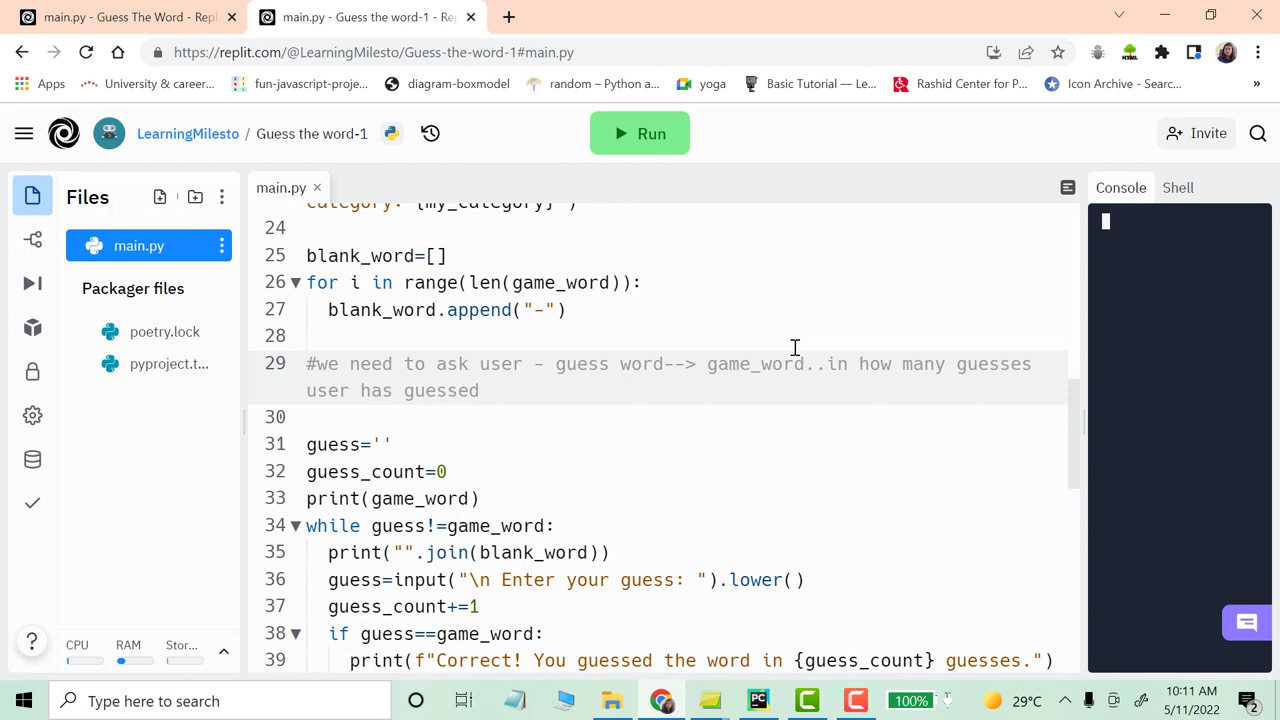 main.py - Guess The Word - Repl
main.py - Guess the word-1 - Rep
https://replit.com/@LearningMilesto/Guess-the-word-1#main.py
Apps
University & career...
fun-javascript-proje...
diagram-boxmodel
random – Python a...
yoga
Basic Tutorial — Le...
Rashid Center for P...
Icon Archive - Searc...
»
LearningMilesto / Guess the word-1
Run
Invite
Files
main.py
Console
Shell
main.py
Packager files
poetry.lock
pyproject.t...
category: {my_category}")
24
25 blank_word=[]
26 for i in range(len(game_word)):
27 blank_word.append("-")
28
29 #we need to ask user - guess word--> game_word..in how many guesses
user has guessed
30
31 guess=''
32 guess_count=0
33 print(game_word)
34 while guess!=game_word:
35 print("".join(blank_word))
36 guess=input("\n Enter your guess: ").lower()
37 guess_count+=1
38 if guess==game_word:
39 print(f"Correct! You guessed the word in {guess_count} guesses.")
?
CPU
RAM
Stor...
Type here to search
100%
29°C
10:11 AM
5/11/2022
2